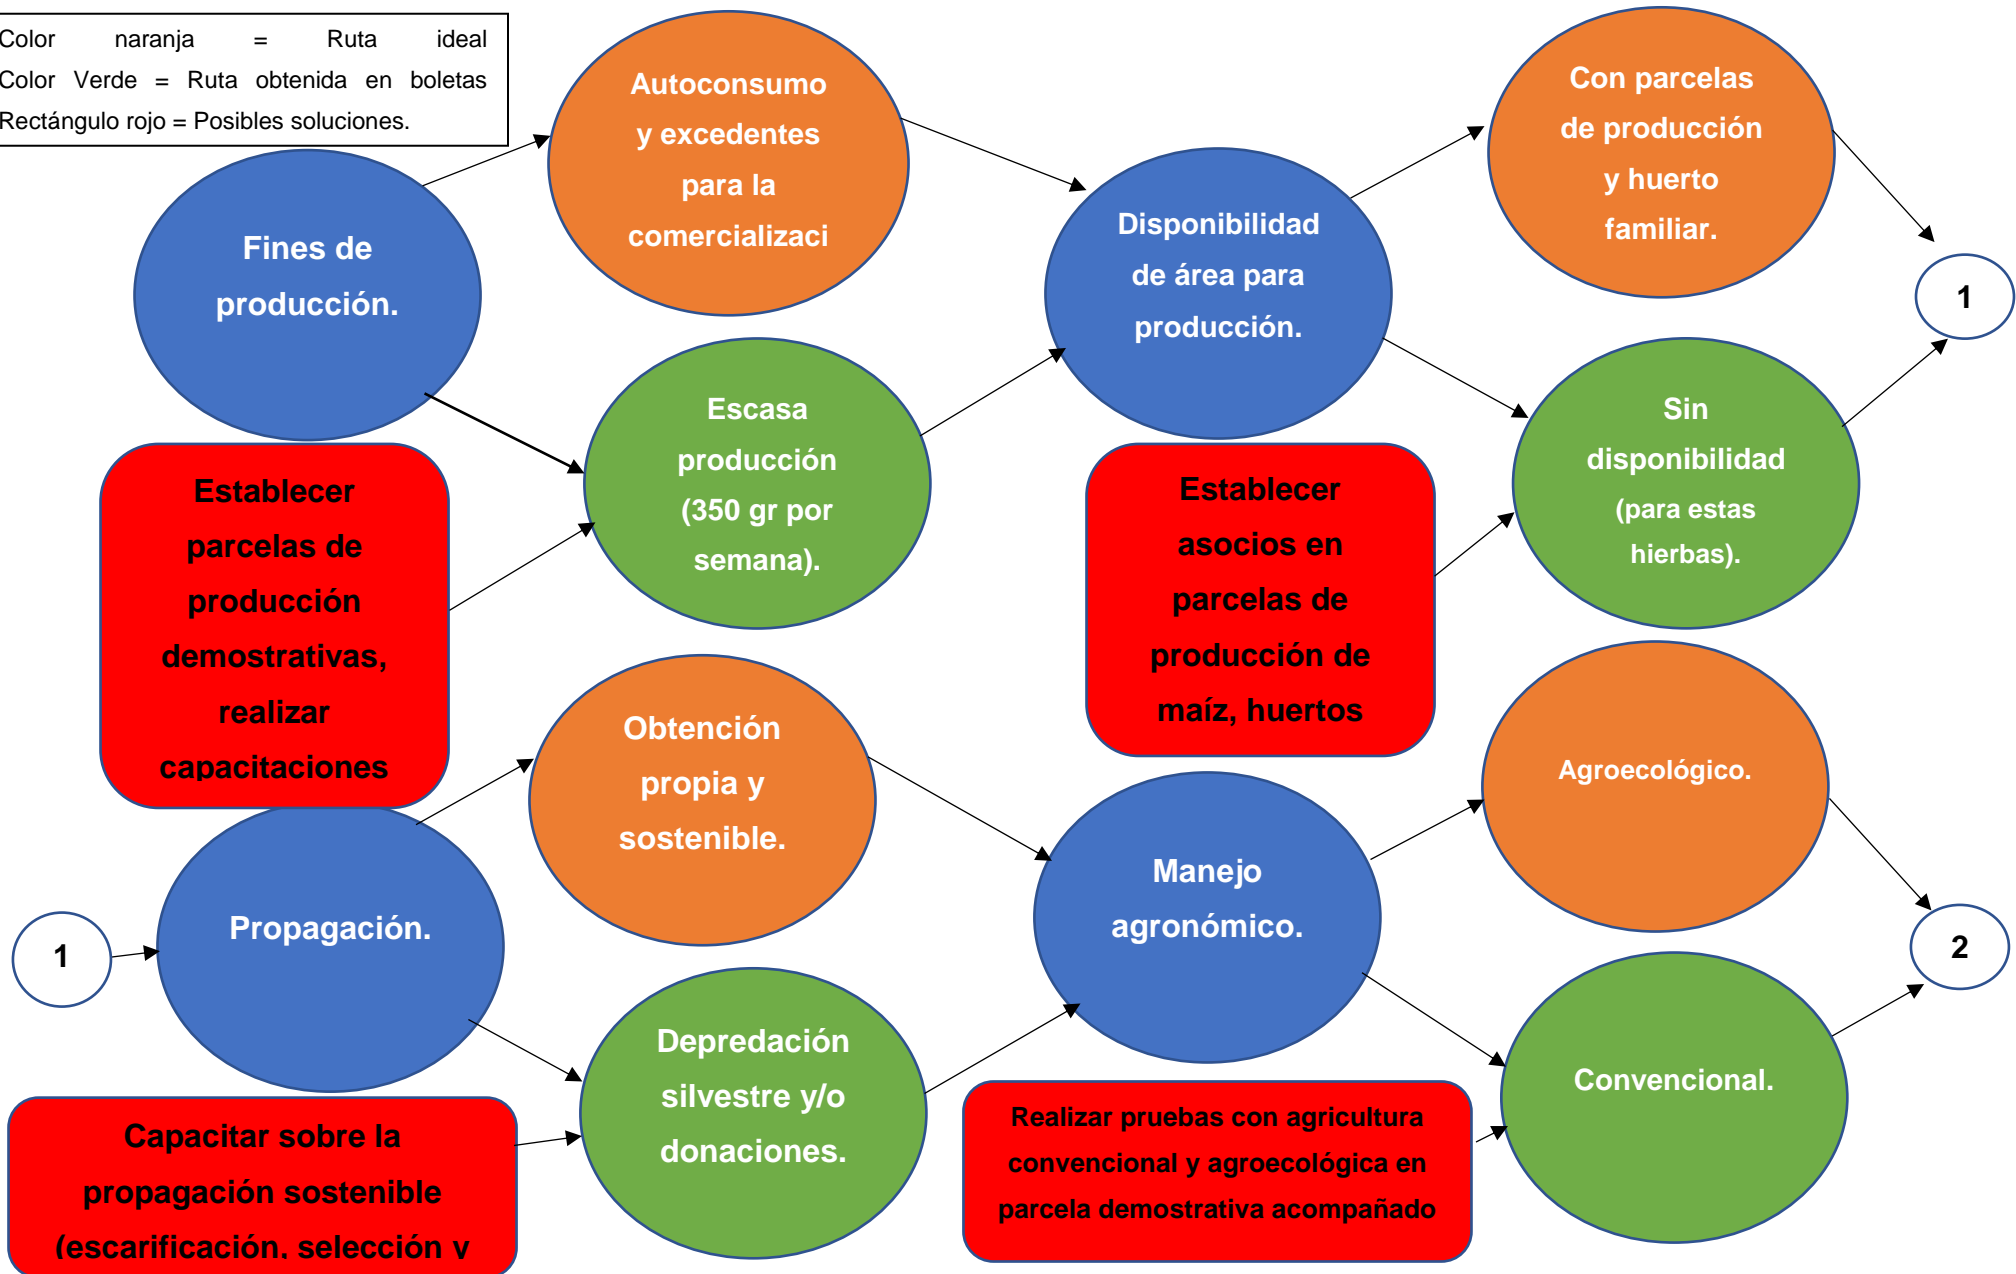 Color naranja = Ruta ideal
Color Verde = Ruta obtenida en boletas
Rectángulo rojo = Posibles soluciones.
Fines de
producción.
Autoconsumo
y excedentes
para la
comercializaci
Escasa
producción
(350 gr por
semana).
Establecer
parcelas de
producción
demostrativas,
realizar
capacitaciones
Disponibilidad
de área para
producción.
Con parcelas
de producción
y huerto
familiar.
Sin
disponibilidad
(para estas
hierbas).
Establecer
asocios en
parcelas de
producción de
maíz, huertos
1
1
Propagación.
Obtención
propia y
sostenible.
Depredación
silvestre y/o
donaciones.
Capacitar sobre la
propagación sostenible
(escarificación, selección y
Manejo
agronómico.
Agroecológico.
Convencional.
Realizar pruebas con agricultura
convencional y agroecológica en
parcela demostrativa acompañado
2